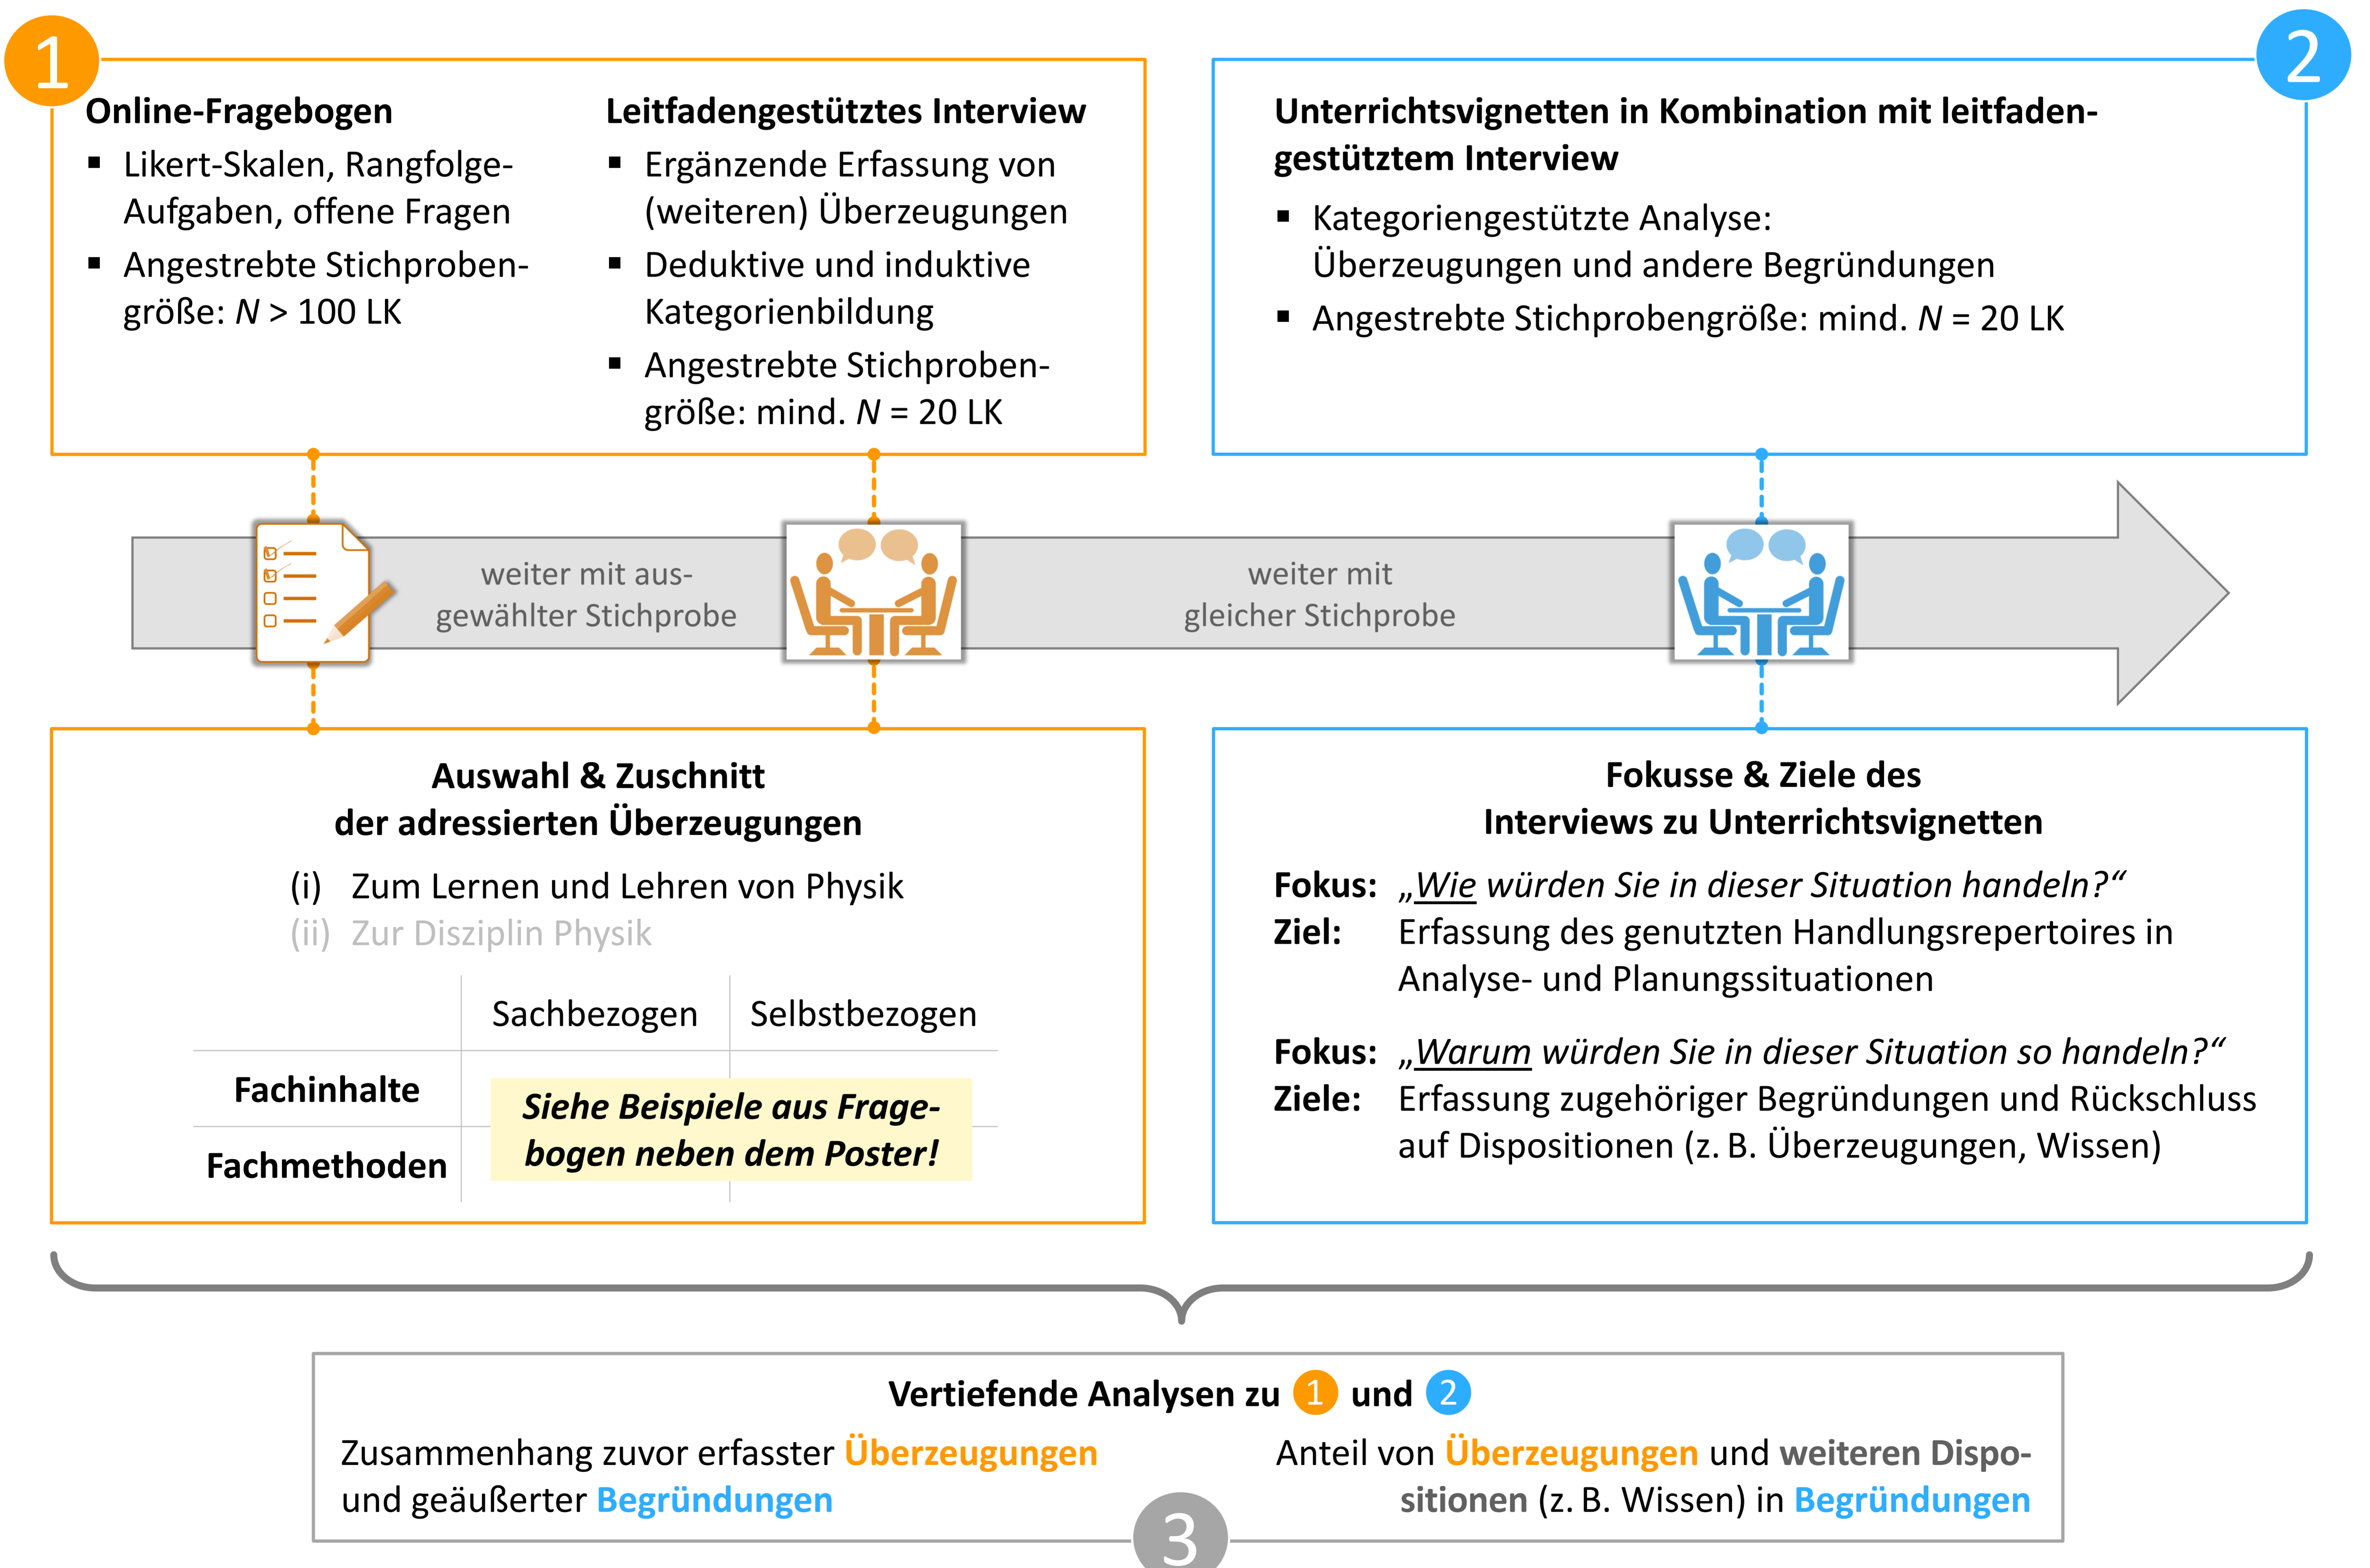 1
Online-Fragebogen
▪ Likert-Skalen, Rangfolge-
Aufgaben, offene Fragen
▪ Angestrebte Stichproben-
größe: N > 100 LK
Leitfadengestütztes Interview
▪ Ergänzende Erfassung von
(weiteren) Überzeugungen
▪ Deduktive und induktive
Kategorienbildung
▪ Angestrebte Stichproben-
größe: mind. N = 20 LK
2
Unterrichtsvignetten in Kombination mit leitfaden-
gestütztem Interview
▪ Kategoriengestützte Analyse:
Überzeugungen und andere Begründungen
▪ Angestrebte Stichprobengröße: mind. N = 20 LK
weiter mit aus-
gewählter Stichprobe
weiter mit
gleicher Stichprobe
Auswahl & Zuschnitt
der adressierten Überzeugungen
(i) Zum Lernen und Lehren von Physik
(ii) Zur Disziplin Physik
Sachbezogen Selbstbezogen
Fachinhalte
Fachmethoden
Siehe Beispiele aus Frage-
bogen neben dem Poster!
Fokusse & Ziele des
Interviews zu Unterrichtsvignetten
Fokus: „Wie würden Sie in dieser Situation handeln?“
Ziel: Erfassung des genutzten Handlungsrepertoires in
Analyse- und Planungssituationen
Fokus: „Warum würden Sie in dieser Situation so handeln?“
Ziele: Erfassung zugehöriger Begründungen und Rückschluss
auf Dispositionen (z. B. Überzeugungen, Wissen)
Vertiefende Analysen zu 1 und 2
Zusammenhang zuvor erfasster Überzeugungen
und geäußerter Begründungen
Anteil von Überzeugungen und weiteren Dispo-
sitionen (z. B. Wissen) in Begründungen
3